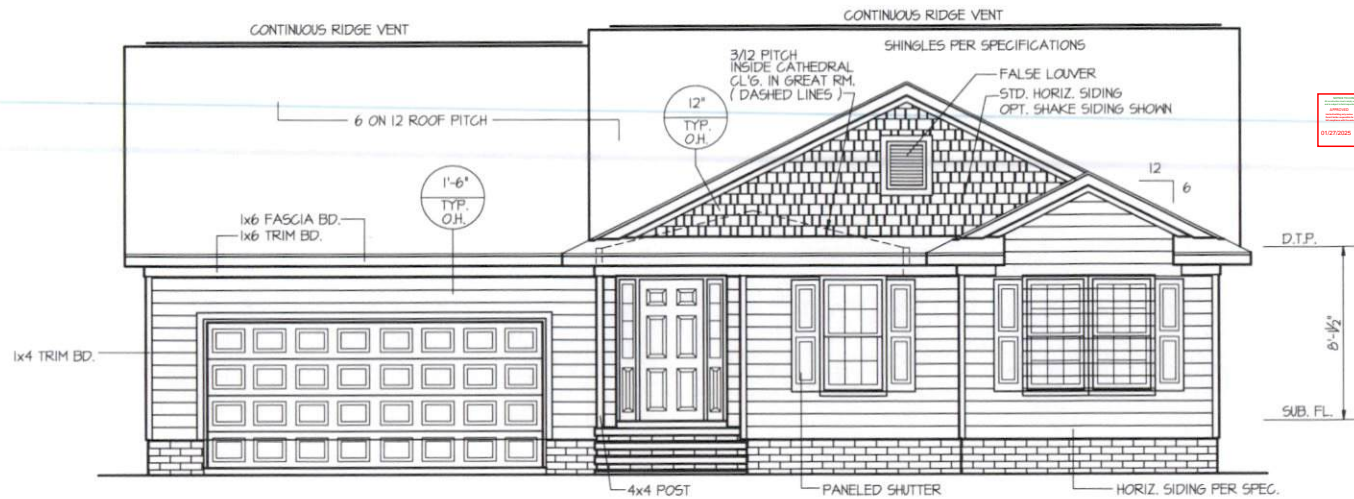 CONTINUOUS RIDGE VENT
CONTINUOUS RIDGE VENT
SHINGLES PER SPECIFICATIONS
3/12 PITCH
INSIDE CATHEDRAL
CL'G. IN GREAT RM.
( DASHED LINES )
FALSE LOUVER
STD. HORIZ. SIDING
OPT. SHAKE SIDING SHOWN
12"
TYP.
O.H.
6 ON 12 ROOF PITCH
APPROVED
01/27/2025
12
6
1'-6"
TYP.
O.H.
1x6 FASCIA BD.
1x6 TRIM BD.
D.T.P.
8'-1½"
1x4 TRIM BD.
SUB. FL.
4x4 POST
PANELED SHUTTER
HORIZ. SIDING PER SPEC.